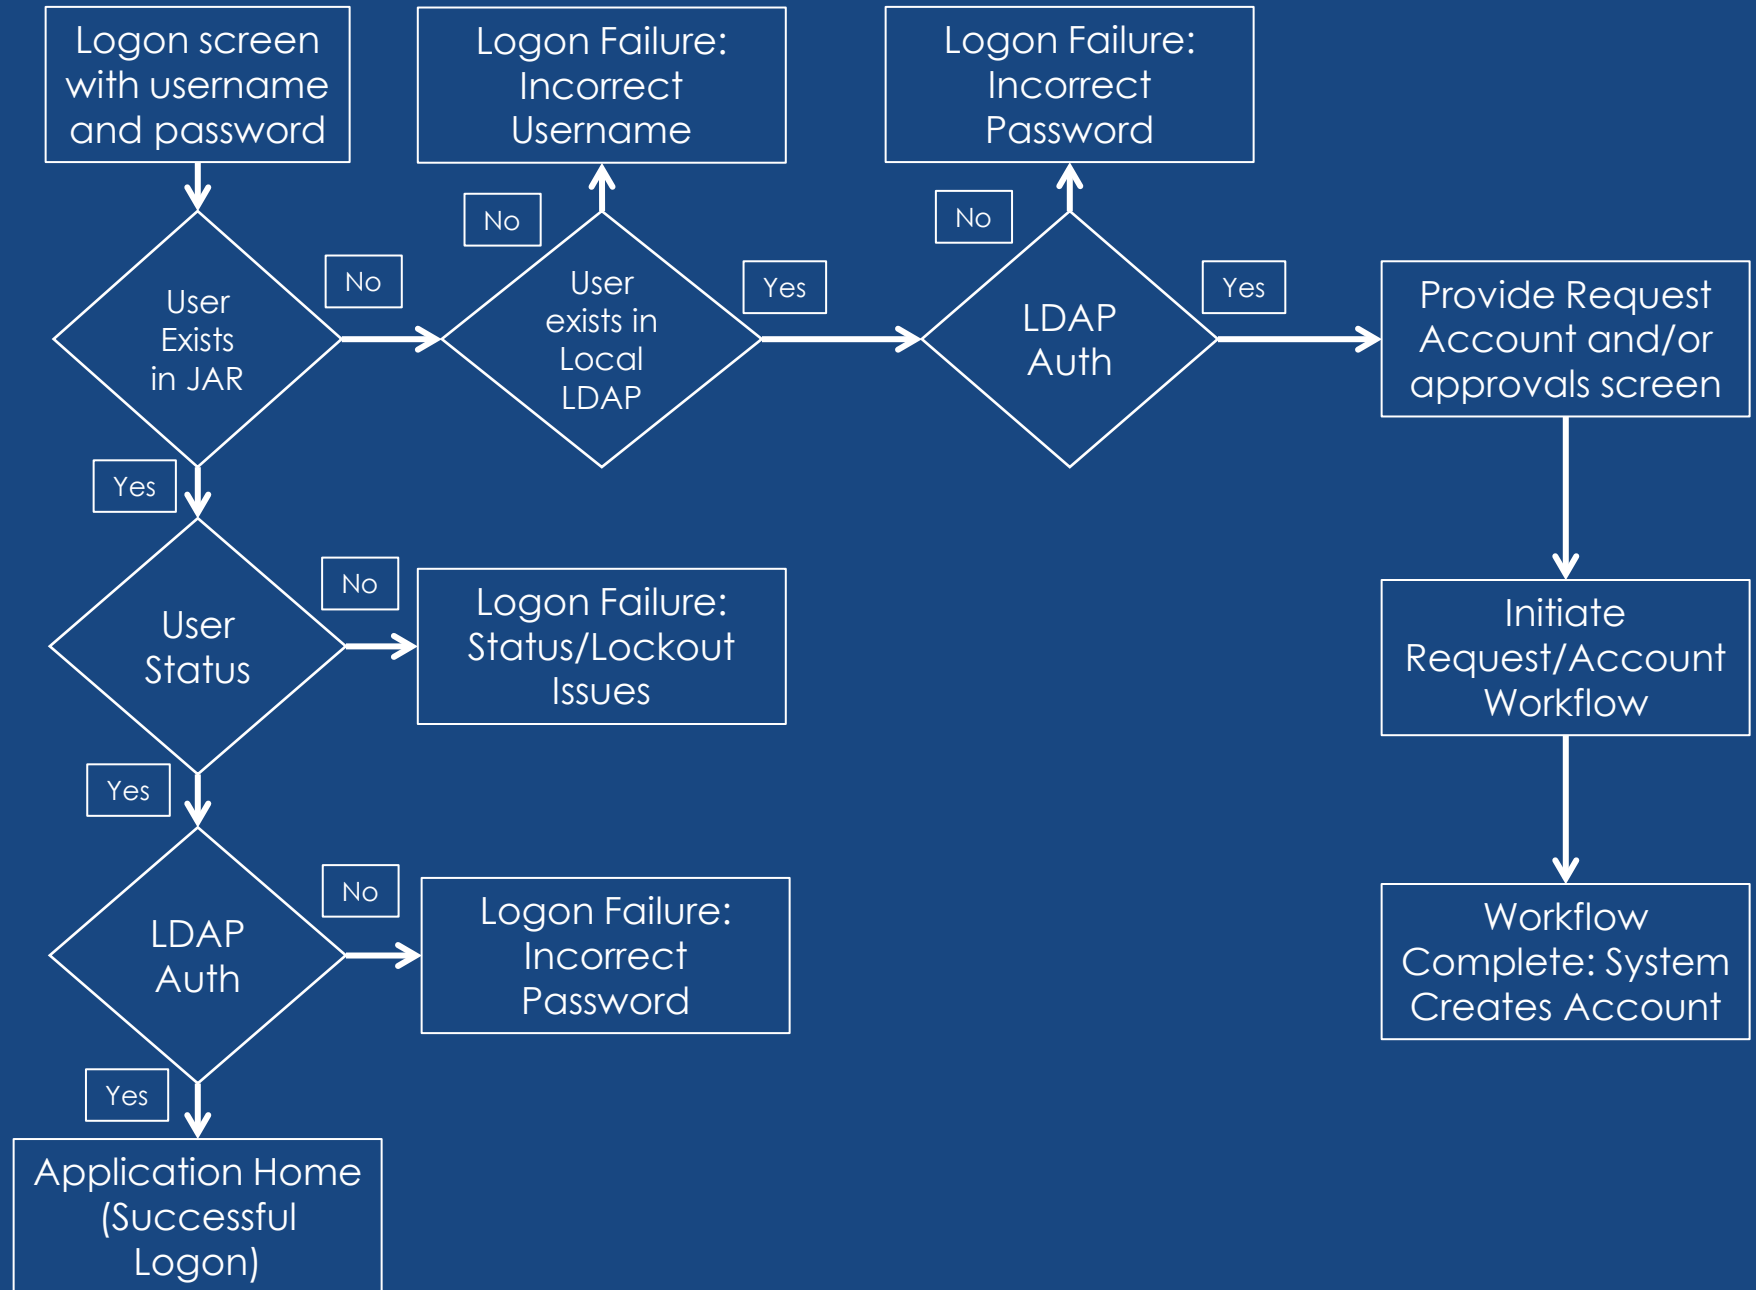 Logon screen
with username
and password
Logon Failure:
Incorrect
Username
Logon Failure:
Incorrect
Password
No
No
User
Exists
in JAR
No
User
exists in
Local
LDAP
Yes
LDAP
Auth
Yes
Provide Request
Account and/or
approvals screen
Yes
User
Status
No
Logon Failure:
Status/Lockout
Issues
Initiate
Request/Account
Workflow
Yes
LDAP
Auth
No
Logon Failure:
Incorrect
Password
Workflow
Complete: System
Creates Account
Yes
Application Home
(Successful
Logon)